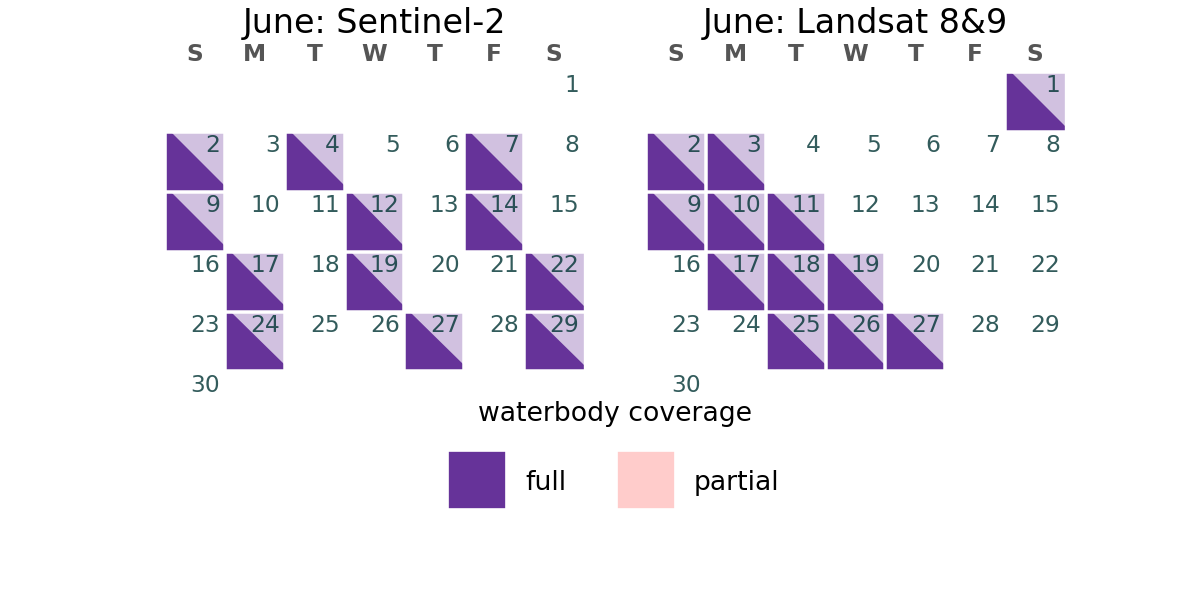 June: Sentinel-2
S M T W T F S
1
2 3 4 5 6 7 8
9 10 11 12 13 14 15
16 17 18 19 20 21 22
23 24 25 26 27 28 29
30
June: Landsat 8&9
S M T W T F S
1
2 3 4 5 6 7 8
9 10 11 12 13 14 15
16 17 18 19 20 21 22
23 24 25 26 27 28 29
30
waterbody coverage
full partial